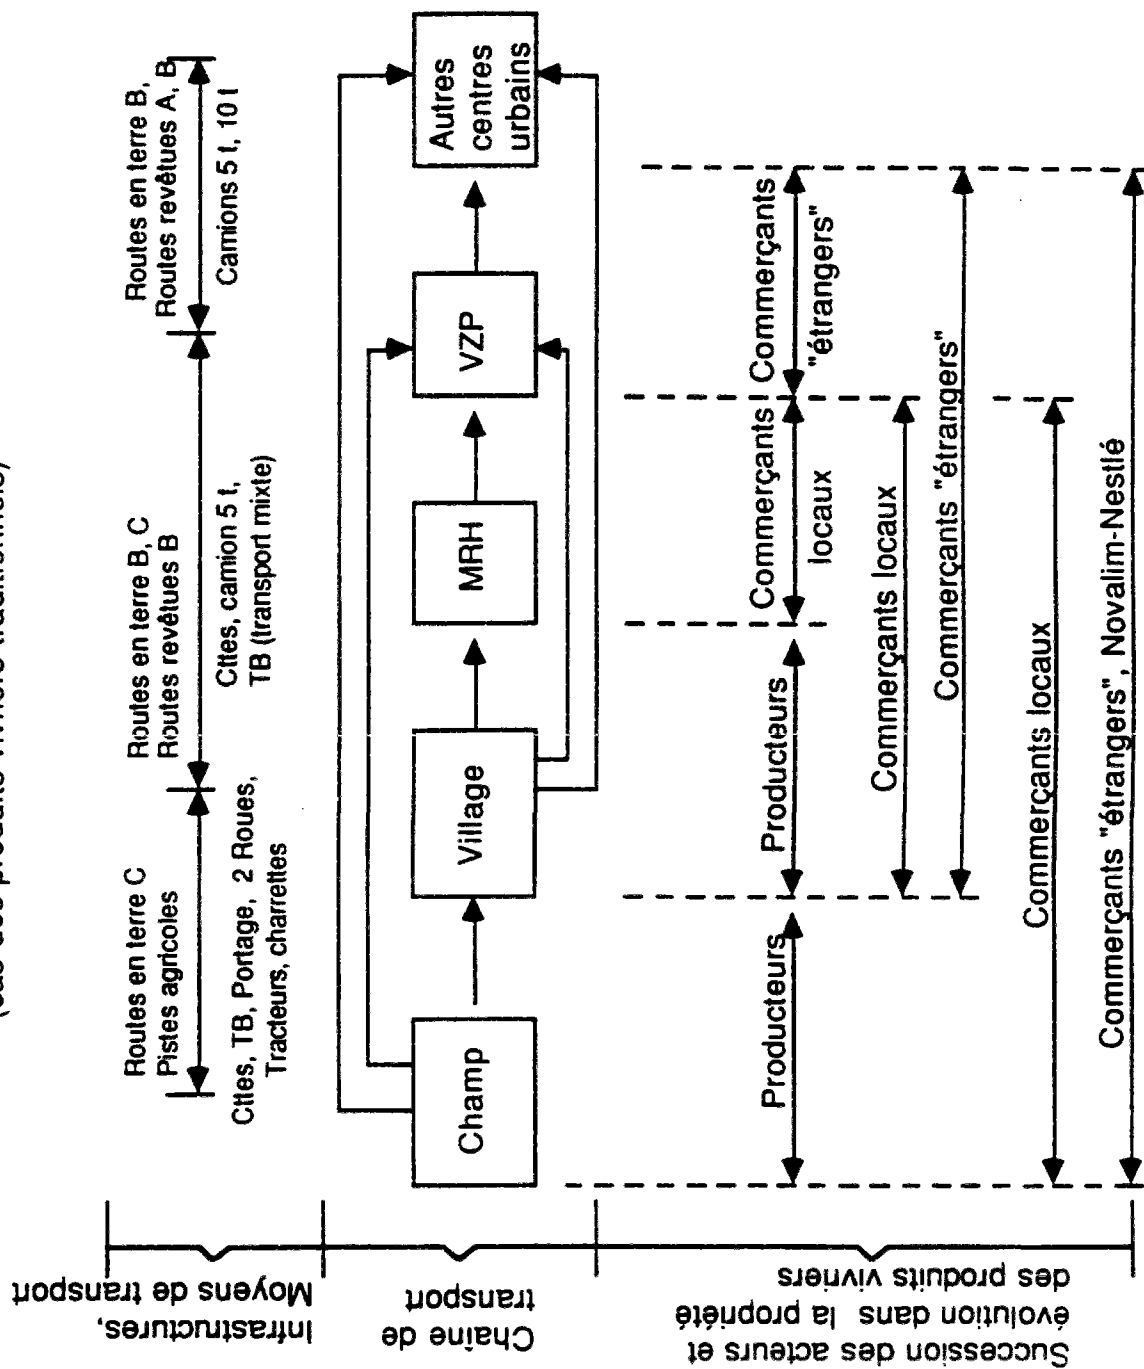 (cas des produits vivriers traditionnels)
Infrastructures,
Moyens de transport
Routes en terre C
Pistes agricoles
Cttes, TB, Portage, 2 Roues,
Tracteurs, charrettes
Routes en terre B, C
Routes revêtues B
Cttes, camion 5 t,
TB (transport mixte)
Routes en terre B,
Routes revêtues A, B
Camions 5 t, 10 t
Chaîne de
transport
Champ
Village
MRH
VZP
Autres
centres
urbains
Succession des acteurs et
évolution dans la propriété
des produits vivriers
Producteurs
Producteurs
Commerçants
locaux
Commerçants
"étrangers"
Commerçants locaux
Commerçants "étrangers"
Commerçants locaux
Commerçants "étrangers", Novalim-Nestlé